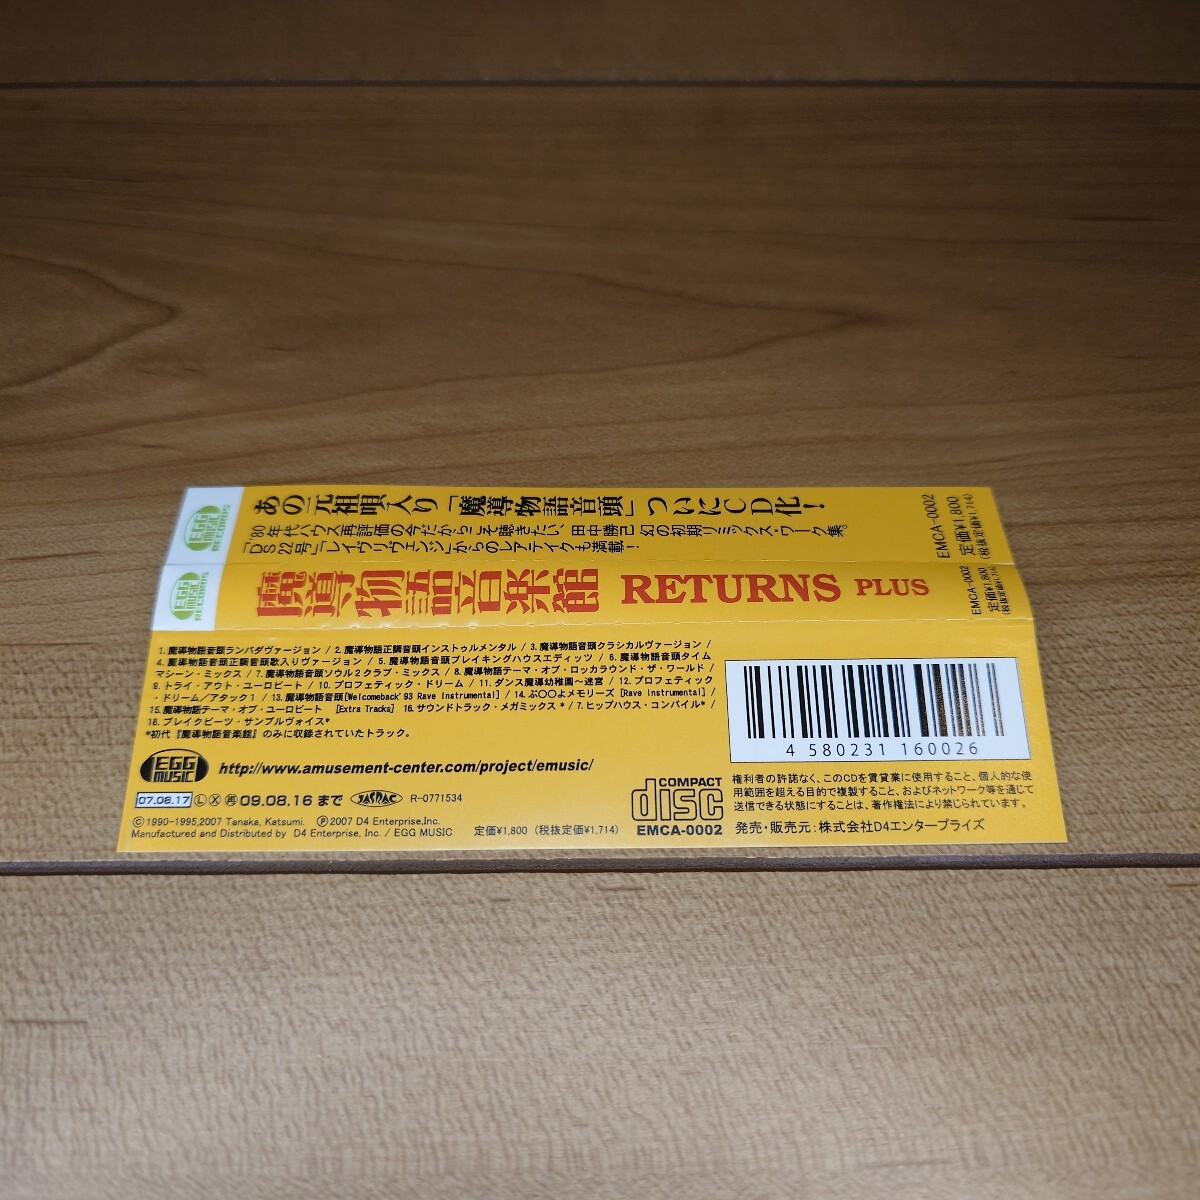 EGG MUSIC RECORDS
あの元祖唄入り「魔導物語音頭」ついにCD化！
'80年代ハウス再評価の今だからこそ聴きたい、田中勝己幻の初期リミックス・ワーク集。
「DS22号」「レイヴリヴェンジ」からのレアテイクも満載！
EMCA-0002
定価¥1,800
(税抜定価¥1,714)
EGG MUSIC RECORDS
魔導物語音楽館 RETURNS PLUS
EMCA-0002
定価¥1,800
(税抜定価¥1,714)
1. 魔導物語音頭ランバダヴァージョン / 2. 魔導物語正調音頭インストゥルメンタル / 3. 魔導物語音頭クラシカルヴァージョン /
4. 魔導物語音頭正調音頭歌入りヴァージョン / 5. 魔導物語音頭ブレイキングハウスエディッツ / 6. 魔導物語音頭タイム
マシーン・ミックス / 7. 魔導物語音頭ソウル2クラブ・ミックス / 8. 魔導物語テーマ・オブ・ロッカラウンド・ザ・ワールド /
9. トライ・アウト・ユーロビート / 10. プロフェティック・ドリーム / 11. ダンス魔導幼稚園〜迷宮 / 12. プロフェティック
・ドリーム/アタック1 / 13. 魔導物語音頭[Welcomeback'93 Rave Instrumental] / 14. ぷ〇〇よメモリーズ [Rave Instrumental] /
15. 魔導物語テーマ・オブ・ユーロビート [Extra Tracks] 16. サウンドトラック・メガミックス* / 7. ヒップハウス・コンパイル* /
18. ブレイクビーツ・サンプルヴォイス*
*初代『魔導物語音楽館』のみに収録されていたトラック。
EGG MUSIC http://www.amusement-center.com/project/emusic/
07.08.17 Ⓛ Ⓧ 再 09.08.16 まで JASRAC R-0771534
Ⓒ1990-1995,2007 Tanaka, Katsumi. Ⓟ 2007 D4 Enterprise,Inc.
Manufactured and Distributed by D4 Enterprise, Inc. / EGG MUSIC 定価¥1,800 (税抜定価¥1,714)
COMPACT disc
EMCA-0002
4 580231 160026
権利者の許諾なく、このCDを賃貸業に使用すること、個人的な使
用範囲を超える目的で複製すること、およびネットワーク等を通じて
送信できる状態にすることは、著作権法により禁じられています。
発売・販売元：株式会社D4エンタープライズ